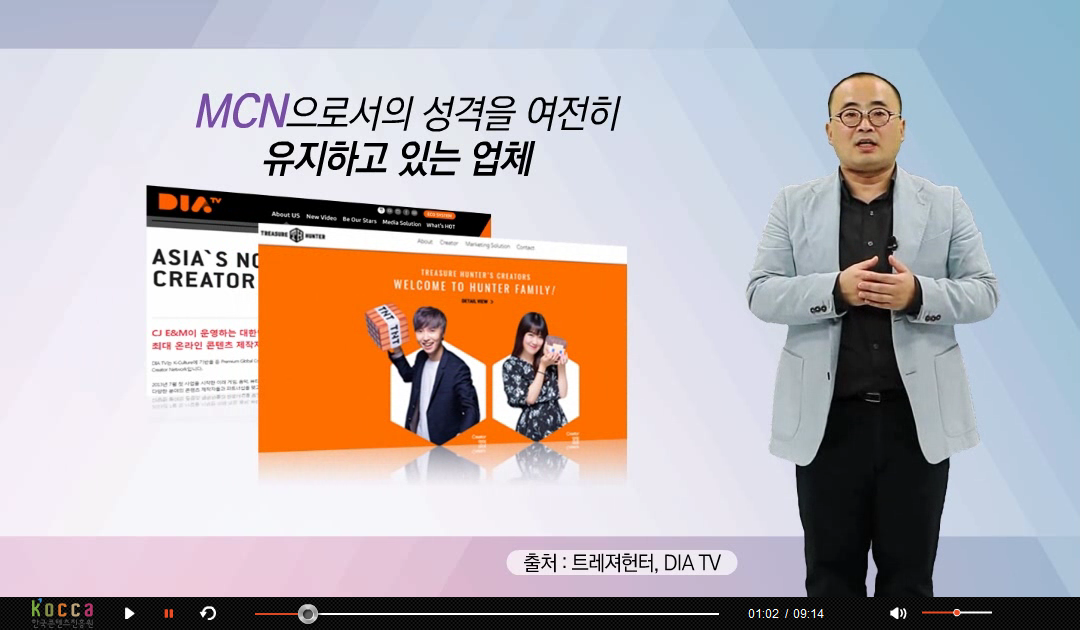 MCN으로서의 성격을 여전히
유지하고 있는 업체
DIA TV
About US New Video Be Our Stars Media Solution What's HOT
ASIA`S NO
CREATOR
CJ E&M이 운영하는 대한
최대 온라인 콘텐츠 제작
TREASURE HUNTER
About Creator Marketing Solution Contact
TREASURE HUNTER'S CREATORS
WELCOME TO HUNTER FAMILY!
DETAIL VIEW >
TNT TNT
출처 : 트레져헌터, DIA TV
Kocca
한국콘텐츠진흥원
01:02 / 09:14